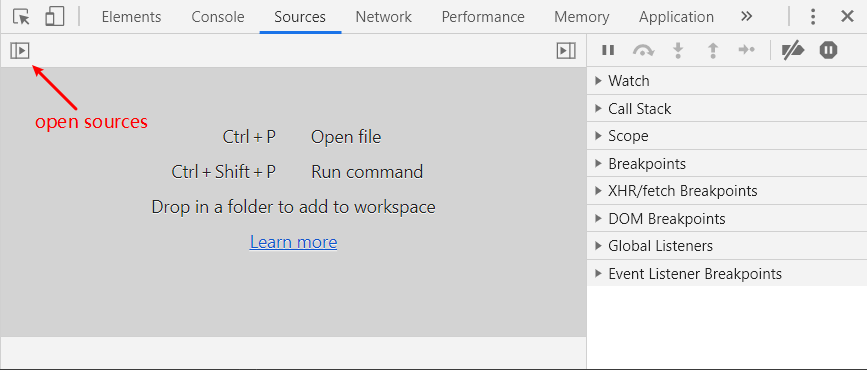 Elements Console Sources Network Performance Memory Application »
open sources
Ctrl + P Open file
Ctrl + Shift + P Run command
Drop in a folder to add to workspace
Learn more
Watch
Call Stack
Scope
Breakpoints
XHR/fetch Breakpoints
DOM Breakpoints
Global Listeners
Event Listener Breakpoints